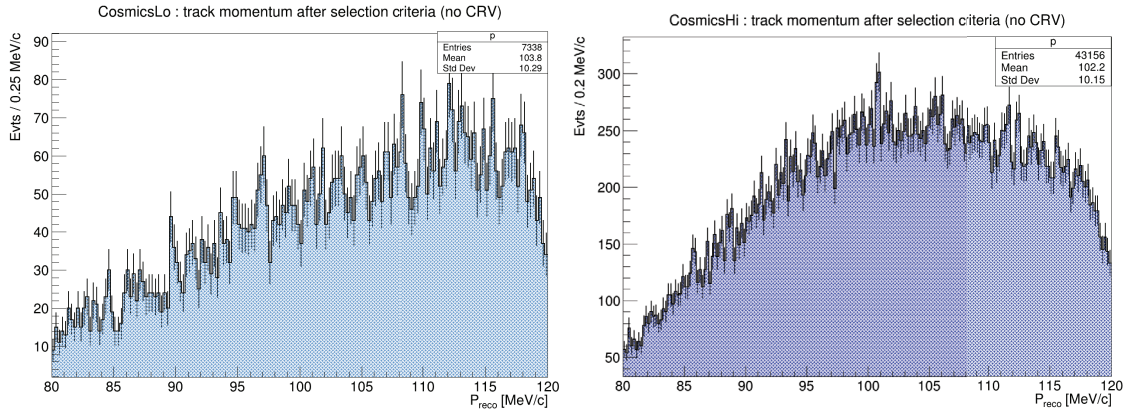 CosmicsLo : track momentum after selection criteria (no CRV)
Evts / 0.25 MeV/c
90
80
70
60
50
40
30
20
10
p
Entries 7338
Mean 103.8
Std Dev 10.29
80 85 90 95 100 105 110 115 120
Preco [MeV/c]
CosmicsHi : track momentum after selection criteria (no CRV)
Evts / 0.2 MeV/c
300
250
200
150
100
50
p
Entries 43156
Mean 102.2
Std Dev 10.15
80 85 90 95 100 105 110 115 120
Preco [MeV/c]